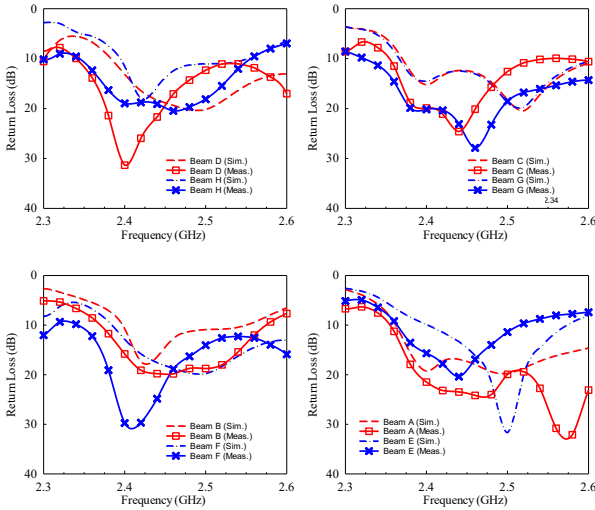 0
10
20
30
40
Return Loss (dB)
Beam D (Sim.)
Beam D (Meas.)
Beam H (Sim.)
Beam H (Meas.)
2.3
2.4
2.5
2.6
Frequency (GHz)
0
10
20
30
40
Return Loss (dB)
Beam C (Sim.)
Beam C (Meas.)
Beam G (Sim.)
Beam G (Meas.)
2.34
2.3
2.4
2.5
2.6
Frequency (GHz)
0
10
20
30
40
Return Loss (dB)
Beam B (Sim.)
Beam B (Meas.)
Beam F (Sim.)
Beam F (Meas.)
2.3
2.4
2.5
2.6
Frequency (GHz)
0
10
20
30
40
Return Loss (dB)
Beam A (Sim.)
Beam A (Meas.)
Beam E (Sim.)
Beam E (Meas.)
2.3
2.4
2.5
2.6
Frequency (GHz)